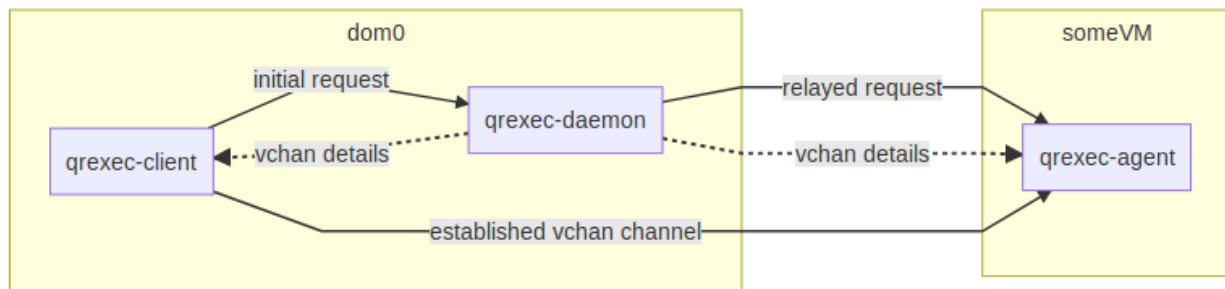 dom0
someVM
initial request
relayed request
qrexec-client
qrexec-daemon
qrexec-agent
vchan details
vchan details
established vchan channel